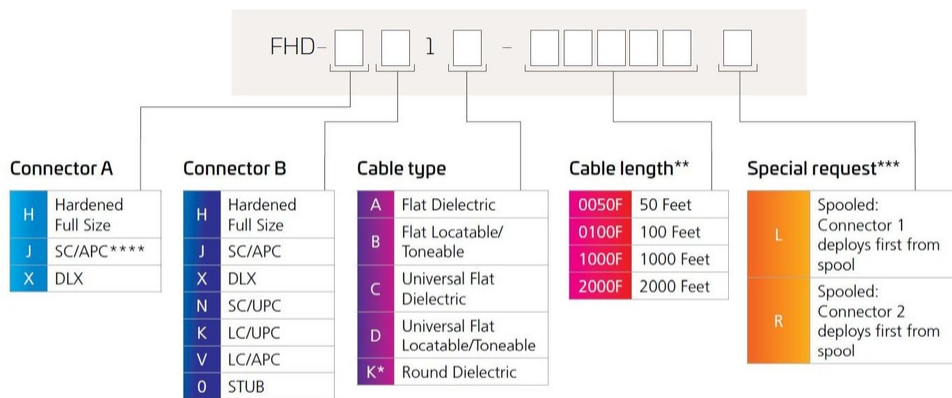 FHD- 1 -
Connector A
H Hardened
Full Size
J SC/APC****
X DLX
Connector B
H Hardened
Full Size
J SC/APC
X DLX
N SC/UPC
K LC/UPC
V LC/APC
0 STUB
Cable type
A Flat Dielectric
B Flat Locatable/
Toneable
C Universal Flat
Dielectric
D Universal Flat
Locatable/Toneable
K* Round Dielectric
Cable length**
0050F 50 Feet
0100F 100 Feet
1000F 1000 Feet
2000F 2000 Feet
Special request***
L Spooled:
Connector 1
deploys first from
spool
R Spooled:
Connector 2
deploys first from
spool